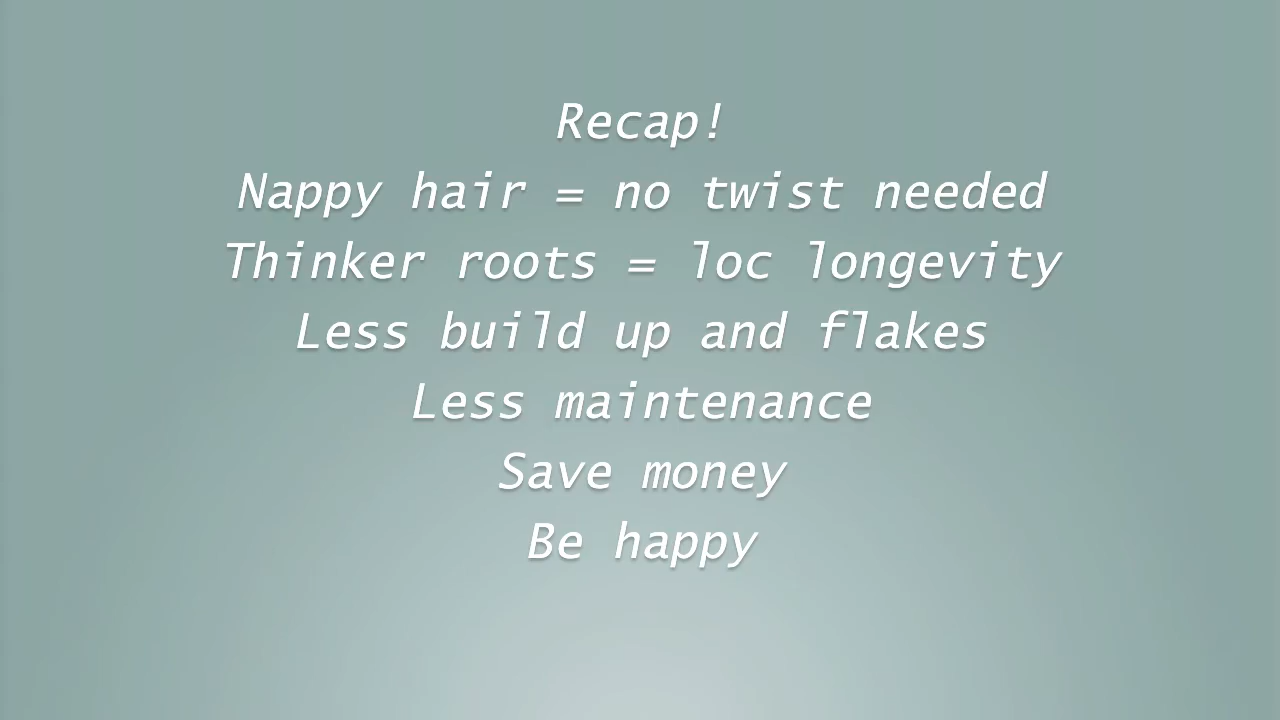 Recap!
Nappy hair = no twist needed
Thinker roots = loc longevity
Less build up and flakes
Less maintenance
Save money
Be happy